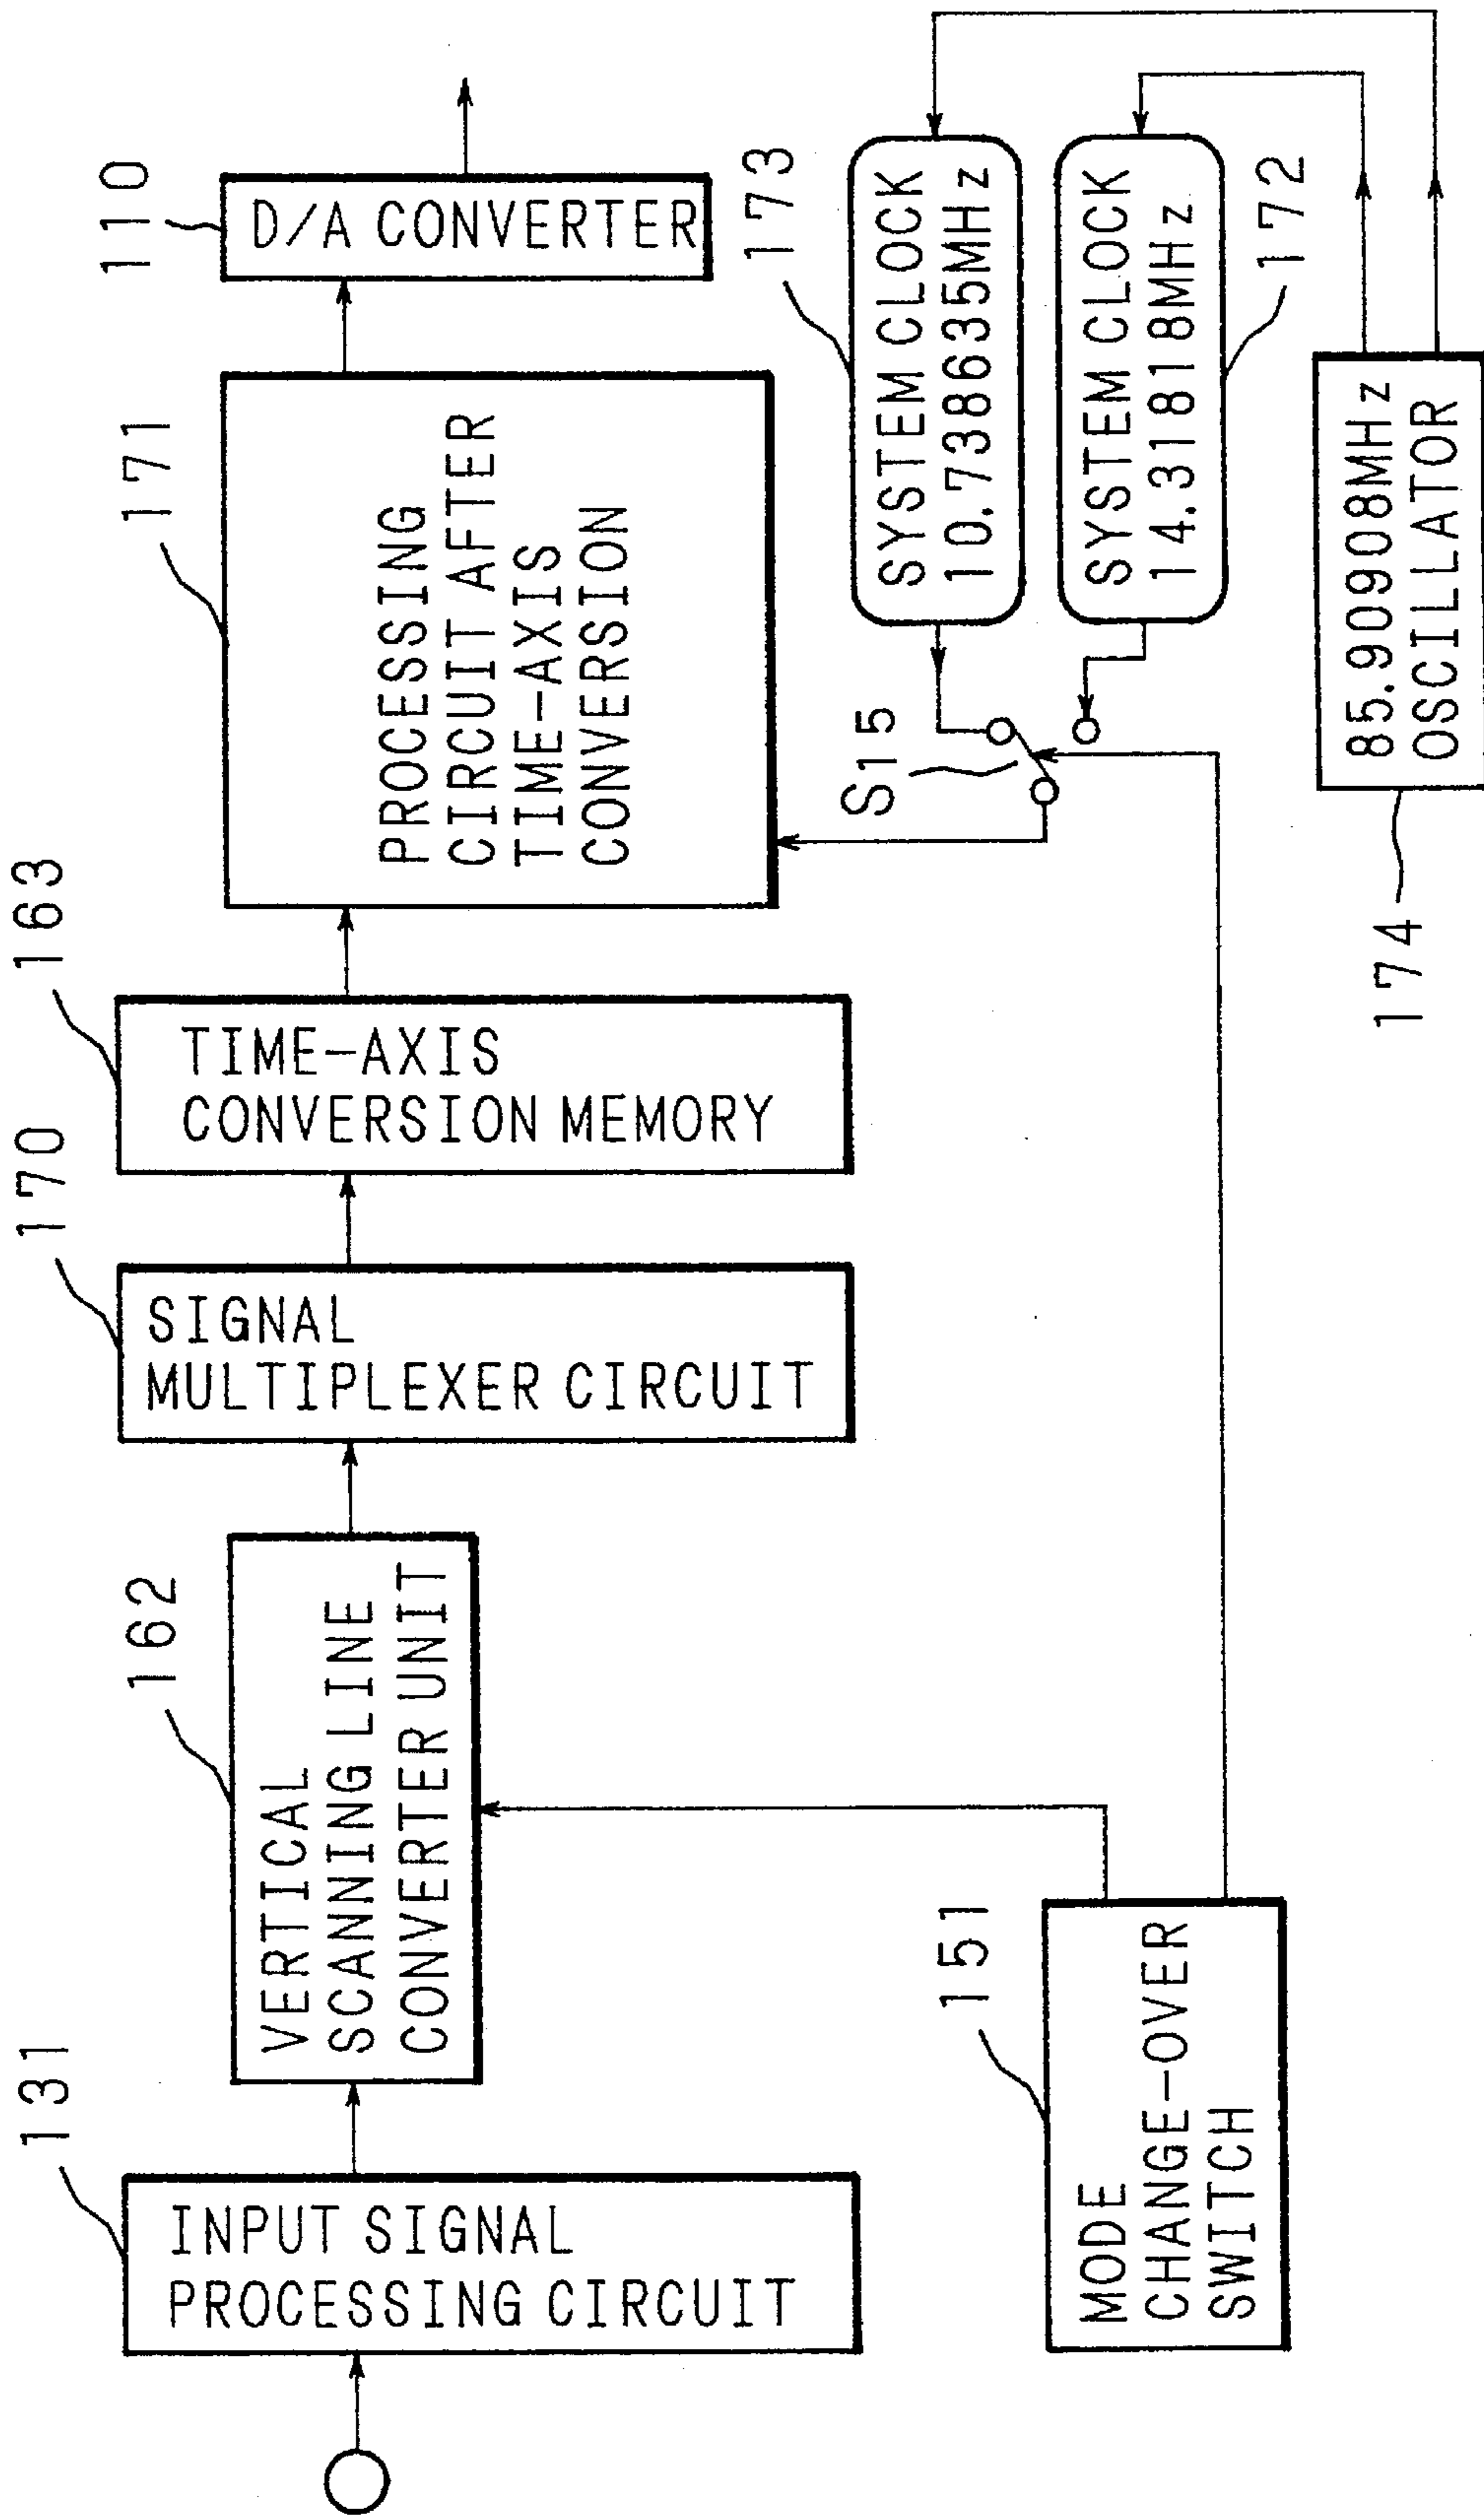 131
INPUT SIGNAL
PROCESSING CIRCUIT
162
VERTICAL
SCANNING LINE
CONVERTER UNIT
170
SIGNAL
MULTIPLEXER CIRCUIT
163
TIME-AXIS
CONVERSION MEMORY
171
PROCESSING
CIRCUIT AFTER
TIME-AXIS
CONVERSION
110
D/A CONVERTER
151
MODE
CHANGE-OVER
SWITCH
S15
173
SYSTEM CLOCK
10.738635MHz
SYSTEM CLOCK
14.31818MHz
172
85.90908MHz
OSCILLATOR
174